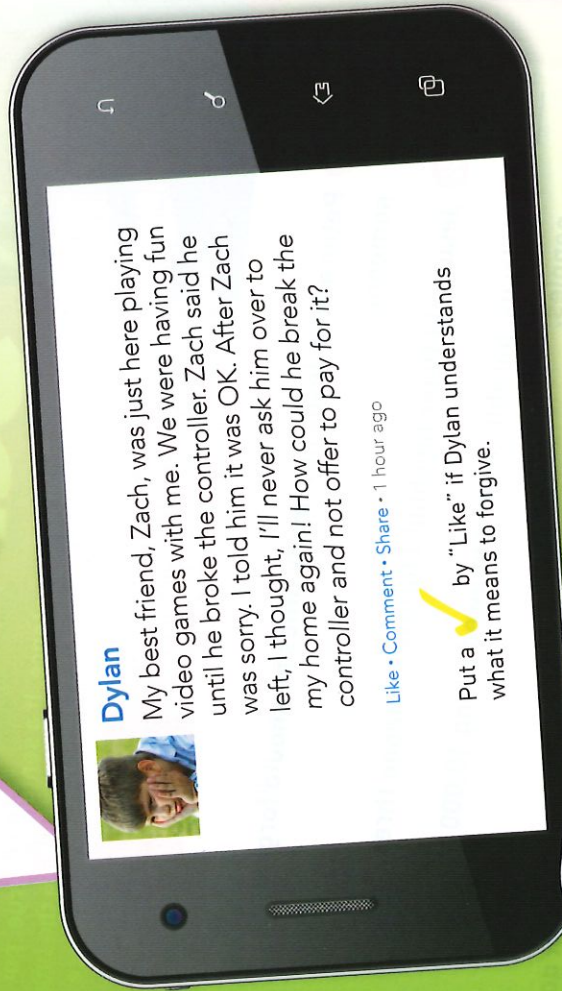 Dylan
My best friend, Zach, was just here playing
video games with me. We were having fun
until he broke the controller. Zach said he
was sorry. I told him it was OK. After Zach
left, I thought, I'll never ask him over to
my home again! How could he break the
controller and not offer to pay for it?
Like • Comment • Share • 1 hour ago
Put a ✓ by “Like” if Dylan understands
what it means to forgive.